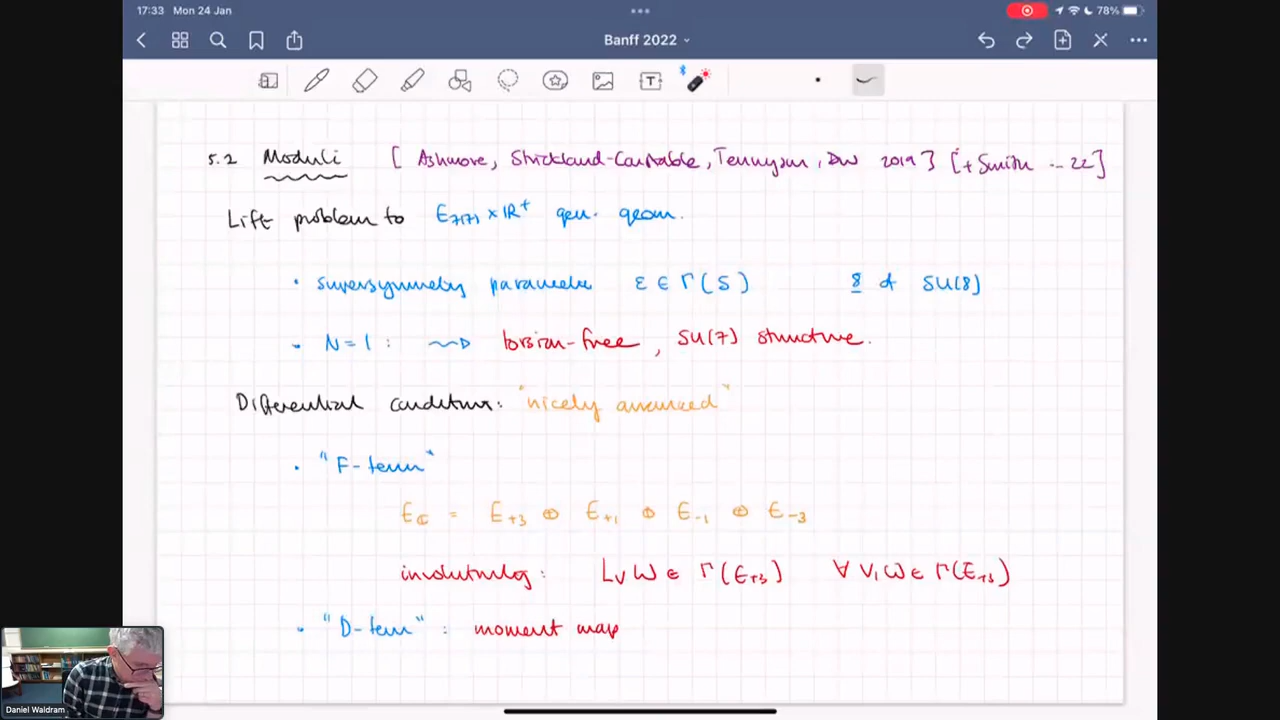 17:33 Mon 24 Jan
78%
Banff 2022
5.2 Moduli [ Ashmore, Strickland-Constable, Tennyson, DW 2019 ] [ + Smith ... 22 ]
Lift problem to E₇₍₇₎ × ℝ⁺ gen. geom.
• supersymmetry parameter ε ∈ Γ(S) 8 of SU(8)
• N=1 : ⇝ torsion-free, SU(7) structure.
Differential conditions: "nicely arranged"
• "F-term"
E_ℂ = E₊₃ ⊕ E₊₁ ⊕ E₋₁ ⊕ E₋₃
involutivity: L_V W ∈ Γ(E₊₃) ∀ V, W ∈ Γ(E₊₃)
• "D-term" : moment map
Daniel Waldram